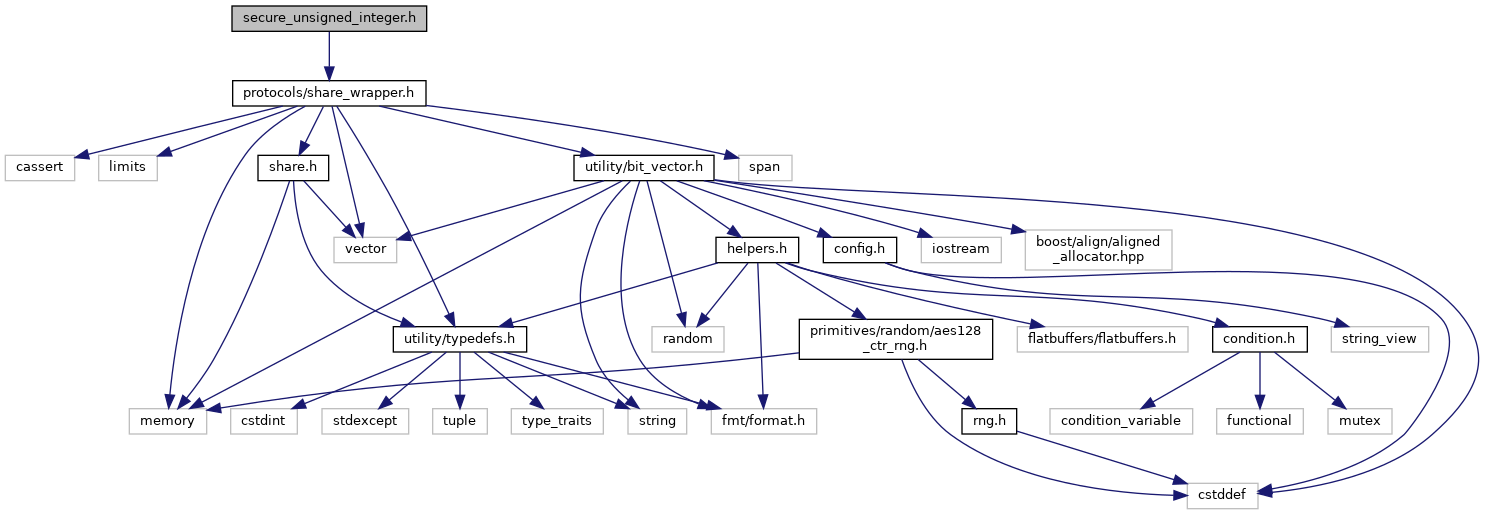 secure_unsigned_integer.h
protocols/share_wrapper.h
cassert
limits
share.h
utility/bit_vector.h
span
vector
helpers.h
config.h
iostream
boost/align/aligned
_allocator.hpp
utility/typedefs.h
random
primitives/random/aes128
_ctr_rng.h
flatbuffers/flatbuffers.h
condition.h
string_view
memory
cstdint
stdexcept
tuple
type_traits
string
fmt/format.h
rng.h
condition_variable
functional
mutex
cstddef